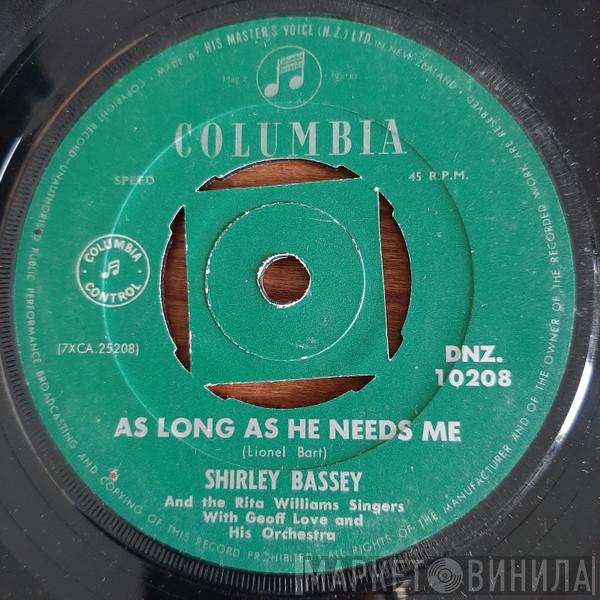 MADE BY HIS MASTER'S VOICE (N.Z.) LTD. IN NEW ZEALAND
Magic Notes
COLUMBIA
SPEED
45 R.P.M.
COLUMBIA
CONTROL
(7XCA.25208)
DNZ.
10208
AS LONG AS HE NEEDS ME
(Lionel Bart)
SHIRLEY BASSEY
And the Rita Williams Singers
With Geoff Love and
His Orchestra
COPYRIGHT RECORD - UNAUTHORISED PUBLIC PERFORMANCE BROADCASTING AND COPYING OF THIS RECORD PROHIBITED - ALL RIGHTS OF THE MANUFACTURER AND OF THE OWNER OF THE RECORDED WORK ARE RESERVED
МАРКЕТ ВИНИЛА